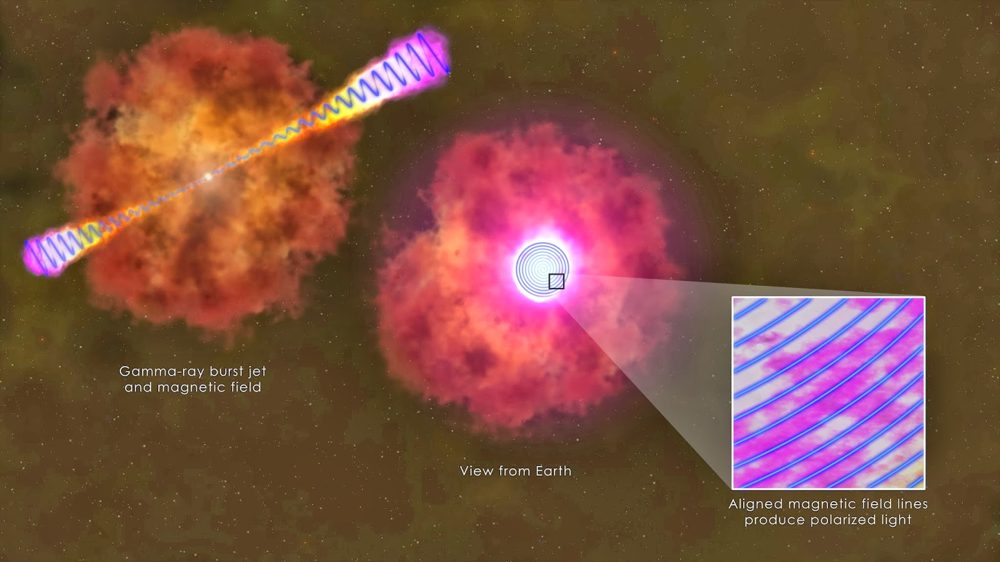 Gamma-ray burst jet
and magnetic field
View from Earth
Aligned magnetic field lines
produce polarized light